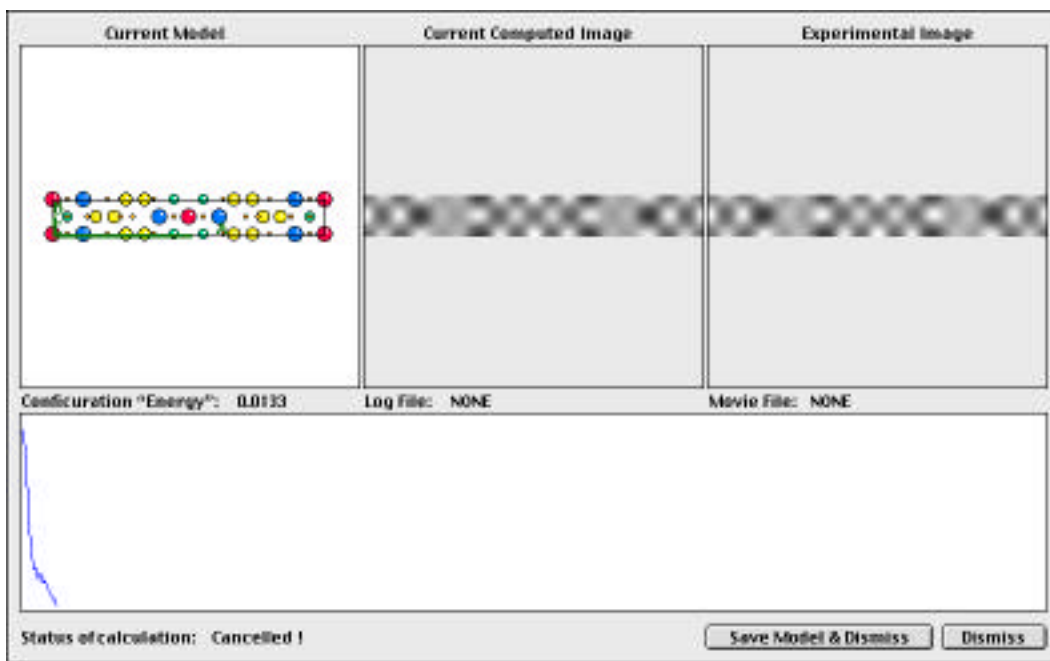 Current Model
Current Computed Image
Experimental Image
Conficuration "Energy": 0.0133
Log File: NONE
Movie File: NONE
Status of calculation: Cancelled !
Save Model & Dismiss
Dismiss